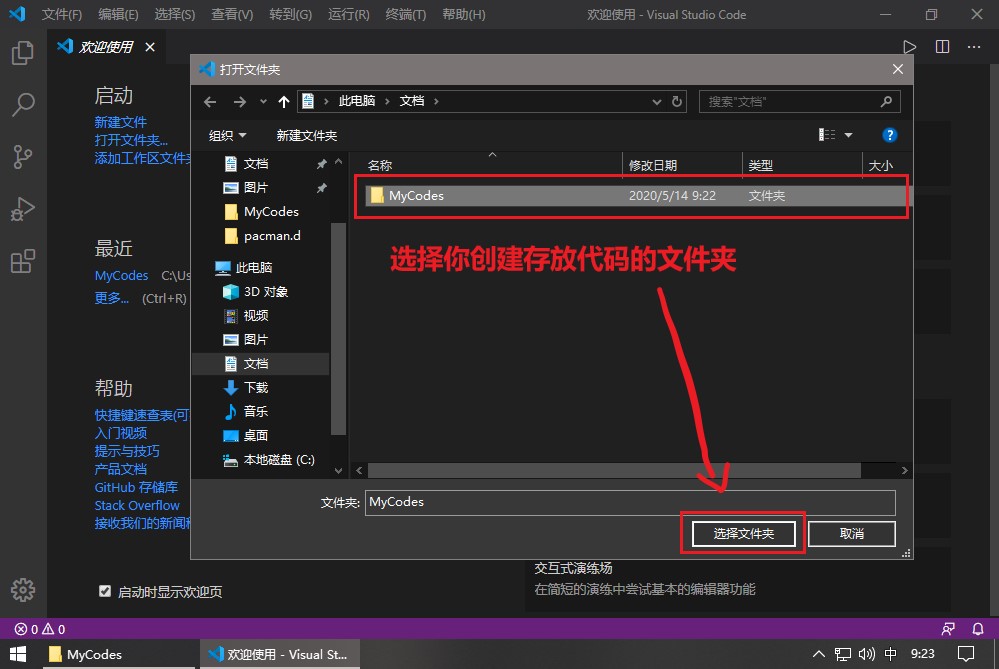 文件(F) 编辑(E) 选择(S) 查看(V) 转到(G) 运行(R) 终端(T) 帮助(H) 欢迎使用 - Visual Studio Code
欢迎使用
打开文件夹
此电脑 文档 搜索"文档"
组织 新建文件夹
启动
新建文件
打开文件夹...
添加工作区文件夹
最近
MyCodes C:\Us
更多... (Ctrl+R)
帮助
快捷键速查表(可
入门视频
提示与技巧
产品文档
GitHub 存储库
Stack Overflow
接收我们的新闻稿
启动时显示欢迎页
文档
图片
MyCodes
pacman.d
此电脑
3D 对象
视频
图片
文档
下载
音乐
桌面
本地磁盘 (C:)
名称 修改日期 类型 大小
MyCodes 2020/5/14 9:22 文件夹
选择你创建存放代码的文件夹
文件夹: MyCodes
选择文件夹 取消
交互式演练场
在简短的演练中尝试基本的编辑器功能
0 0
MyCodes 欢迎使用 - Visual St... 中 9:23